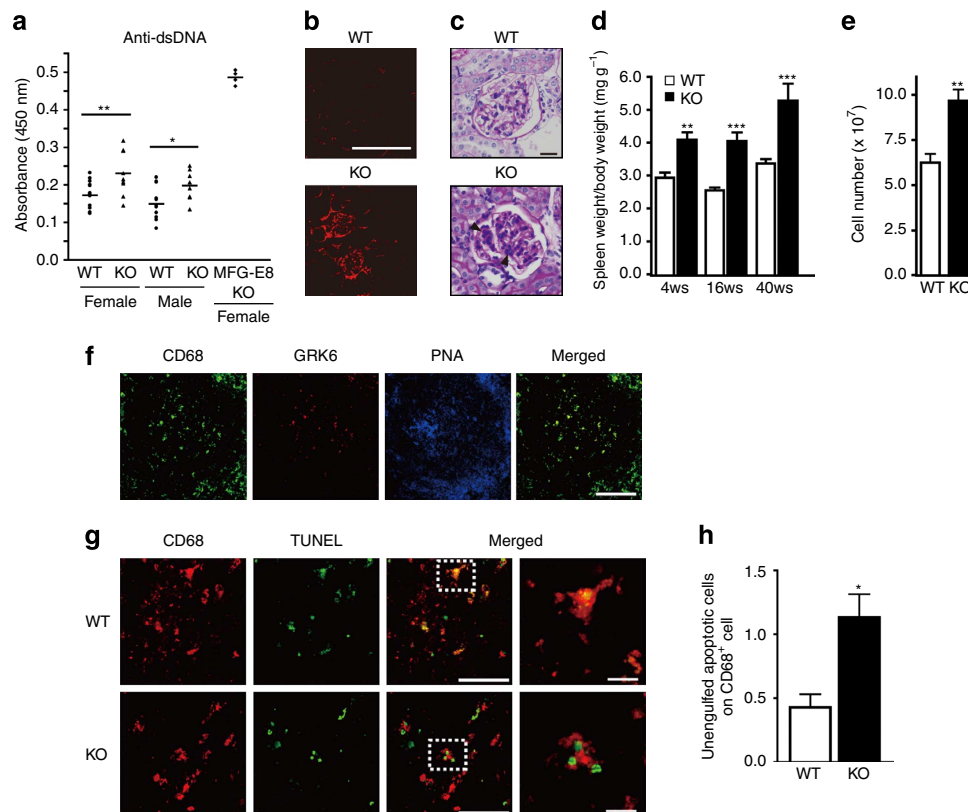 a
Anti-dsDNA
Absorbance (450 nm)
0.5
0.4
0.3
0.2
0.1
0
**
*
WT KO WT KO MFG-E8
KO
Female Male Female
b
WT
KO
c
WT
KO
d
Spleen weight/body weight (mg g⁻¹)
6.0
5.0
4.0
3.0
2.0
1.0
0.0
WT
KO
** *** ***
4ws 16ws 40ws
e
Cell number (x 10⁷)
10.0
7.5
5.0
2.5
0.0
**
WT KO
f
CD68 GRK6 PNA Merged
g
CD68 TUNEL Merged
WT
KO
h
Unengulfed apoptotic cells
on CD68⁺ cell
1.5
1.0
0.5
0.0
*
WT KO